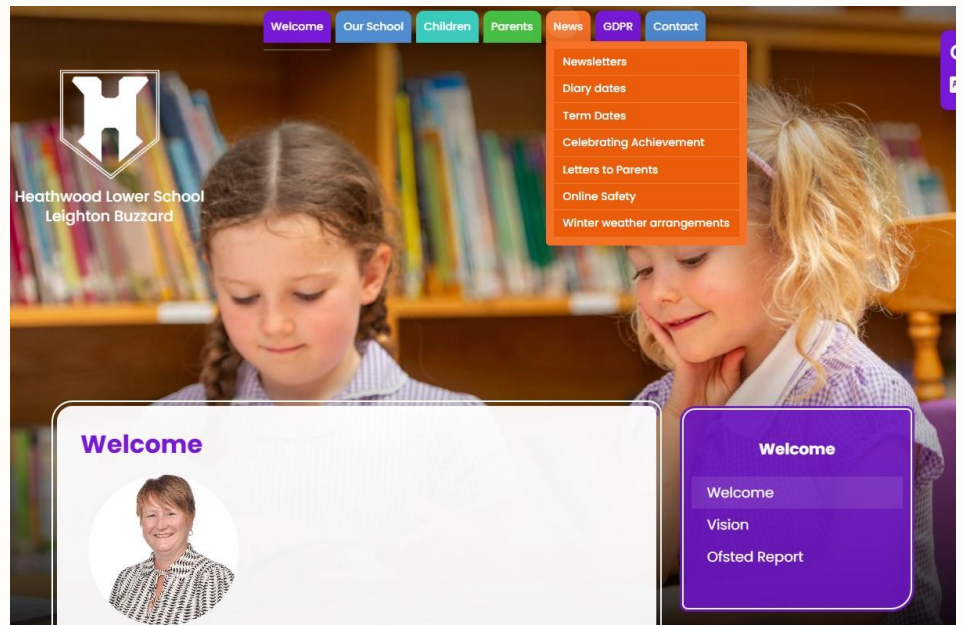 Welcome Our School Children Parents News GDPR Contact
Newsletters
Diary dates
Term Dates
Celebrating Achievement
Letters to Parents
Online Safety
Winter weather arrangements
H
Heathwood Lower School
Leighton Buzzard
Welcome
Welcome
Welcome
Vision
Ofsted Report